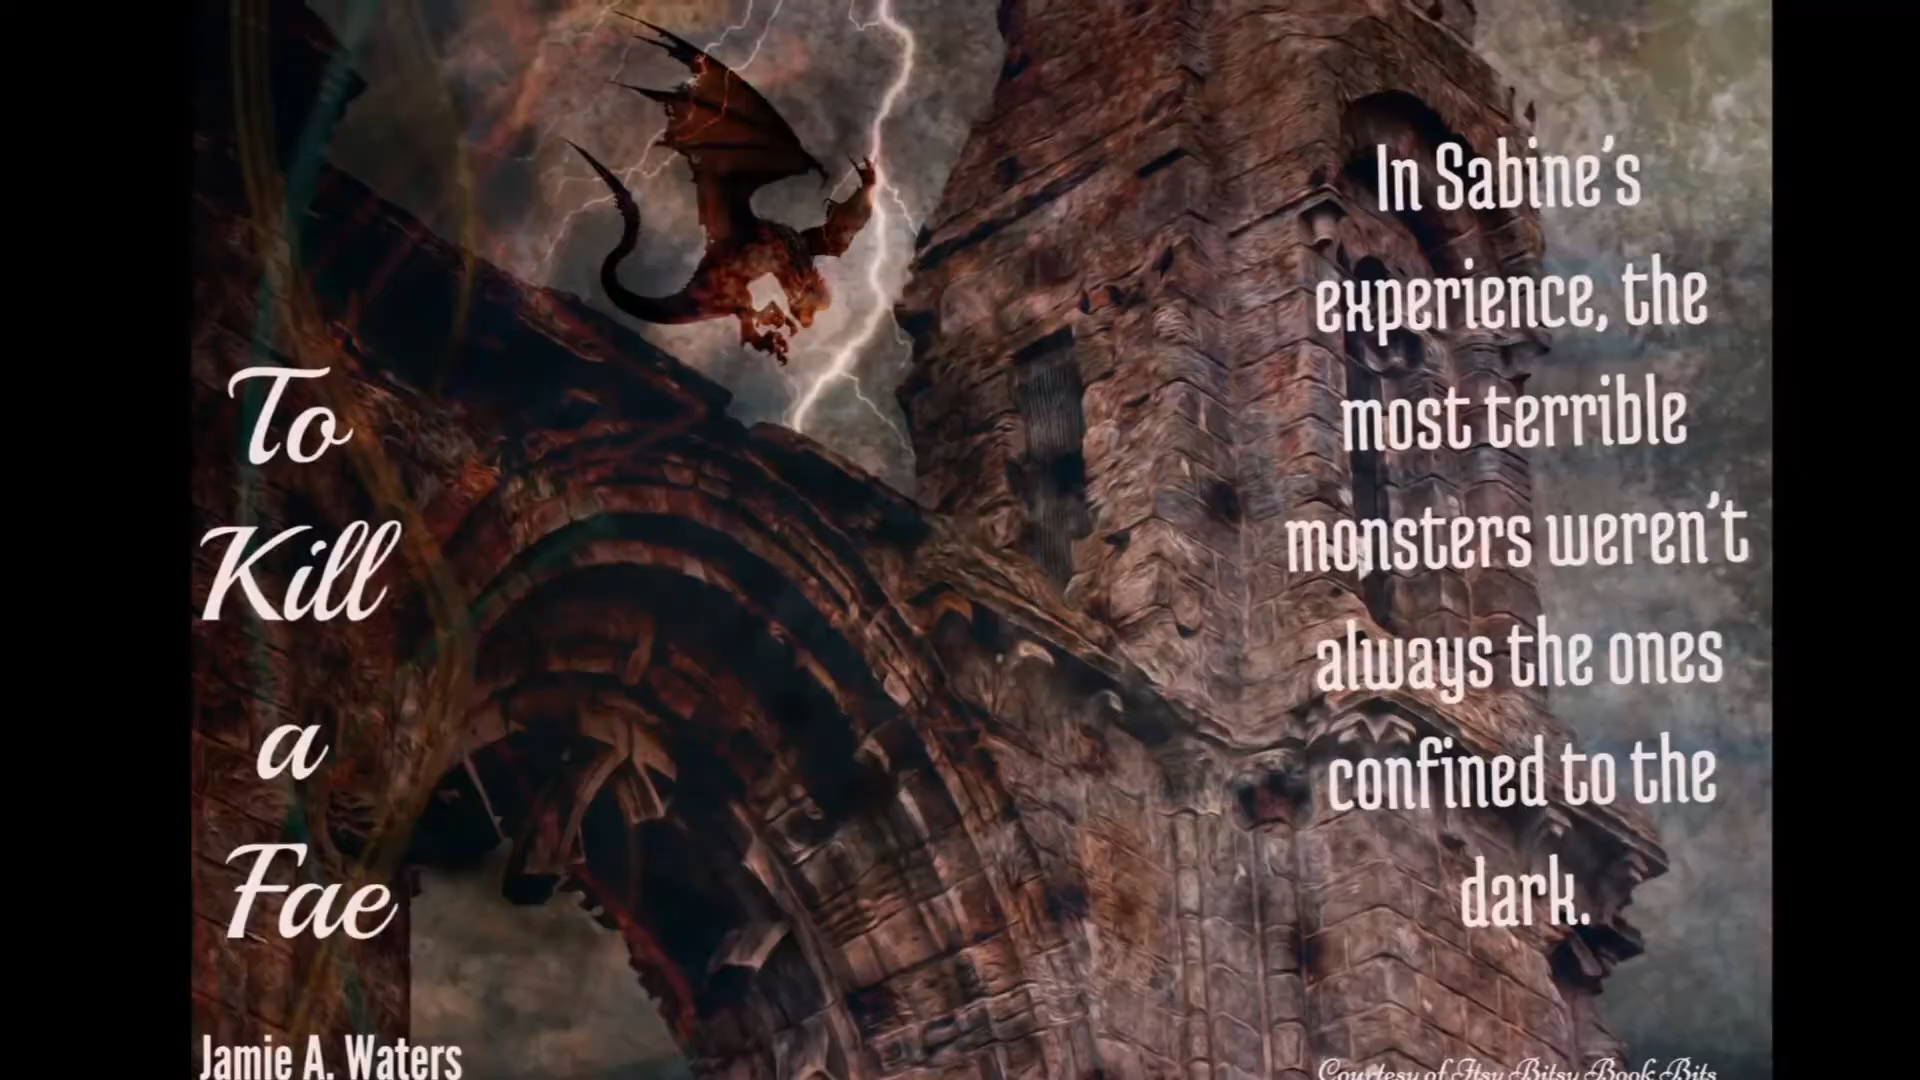 To
Kill
a
Fae
Jamie A. Waters
In Sabine's
experience, the
most terrible
monsters weren't
always the ones
confined to the
dark.
Courtesy of Itsy Bitsy Book Bits